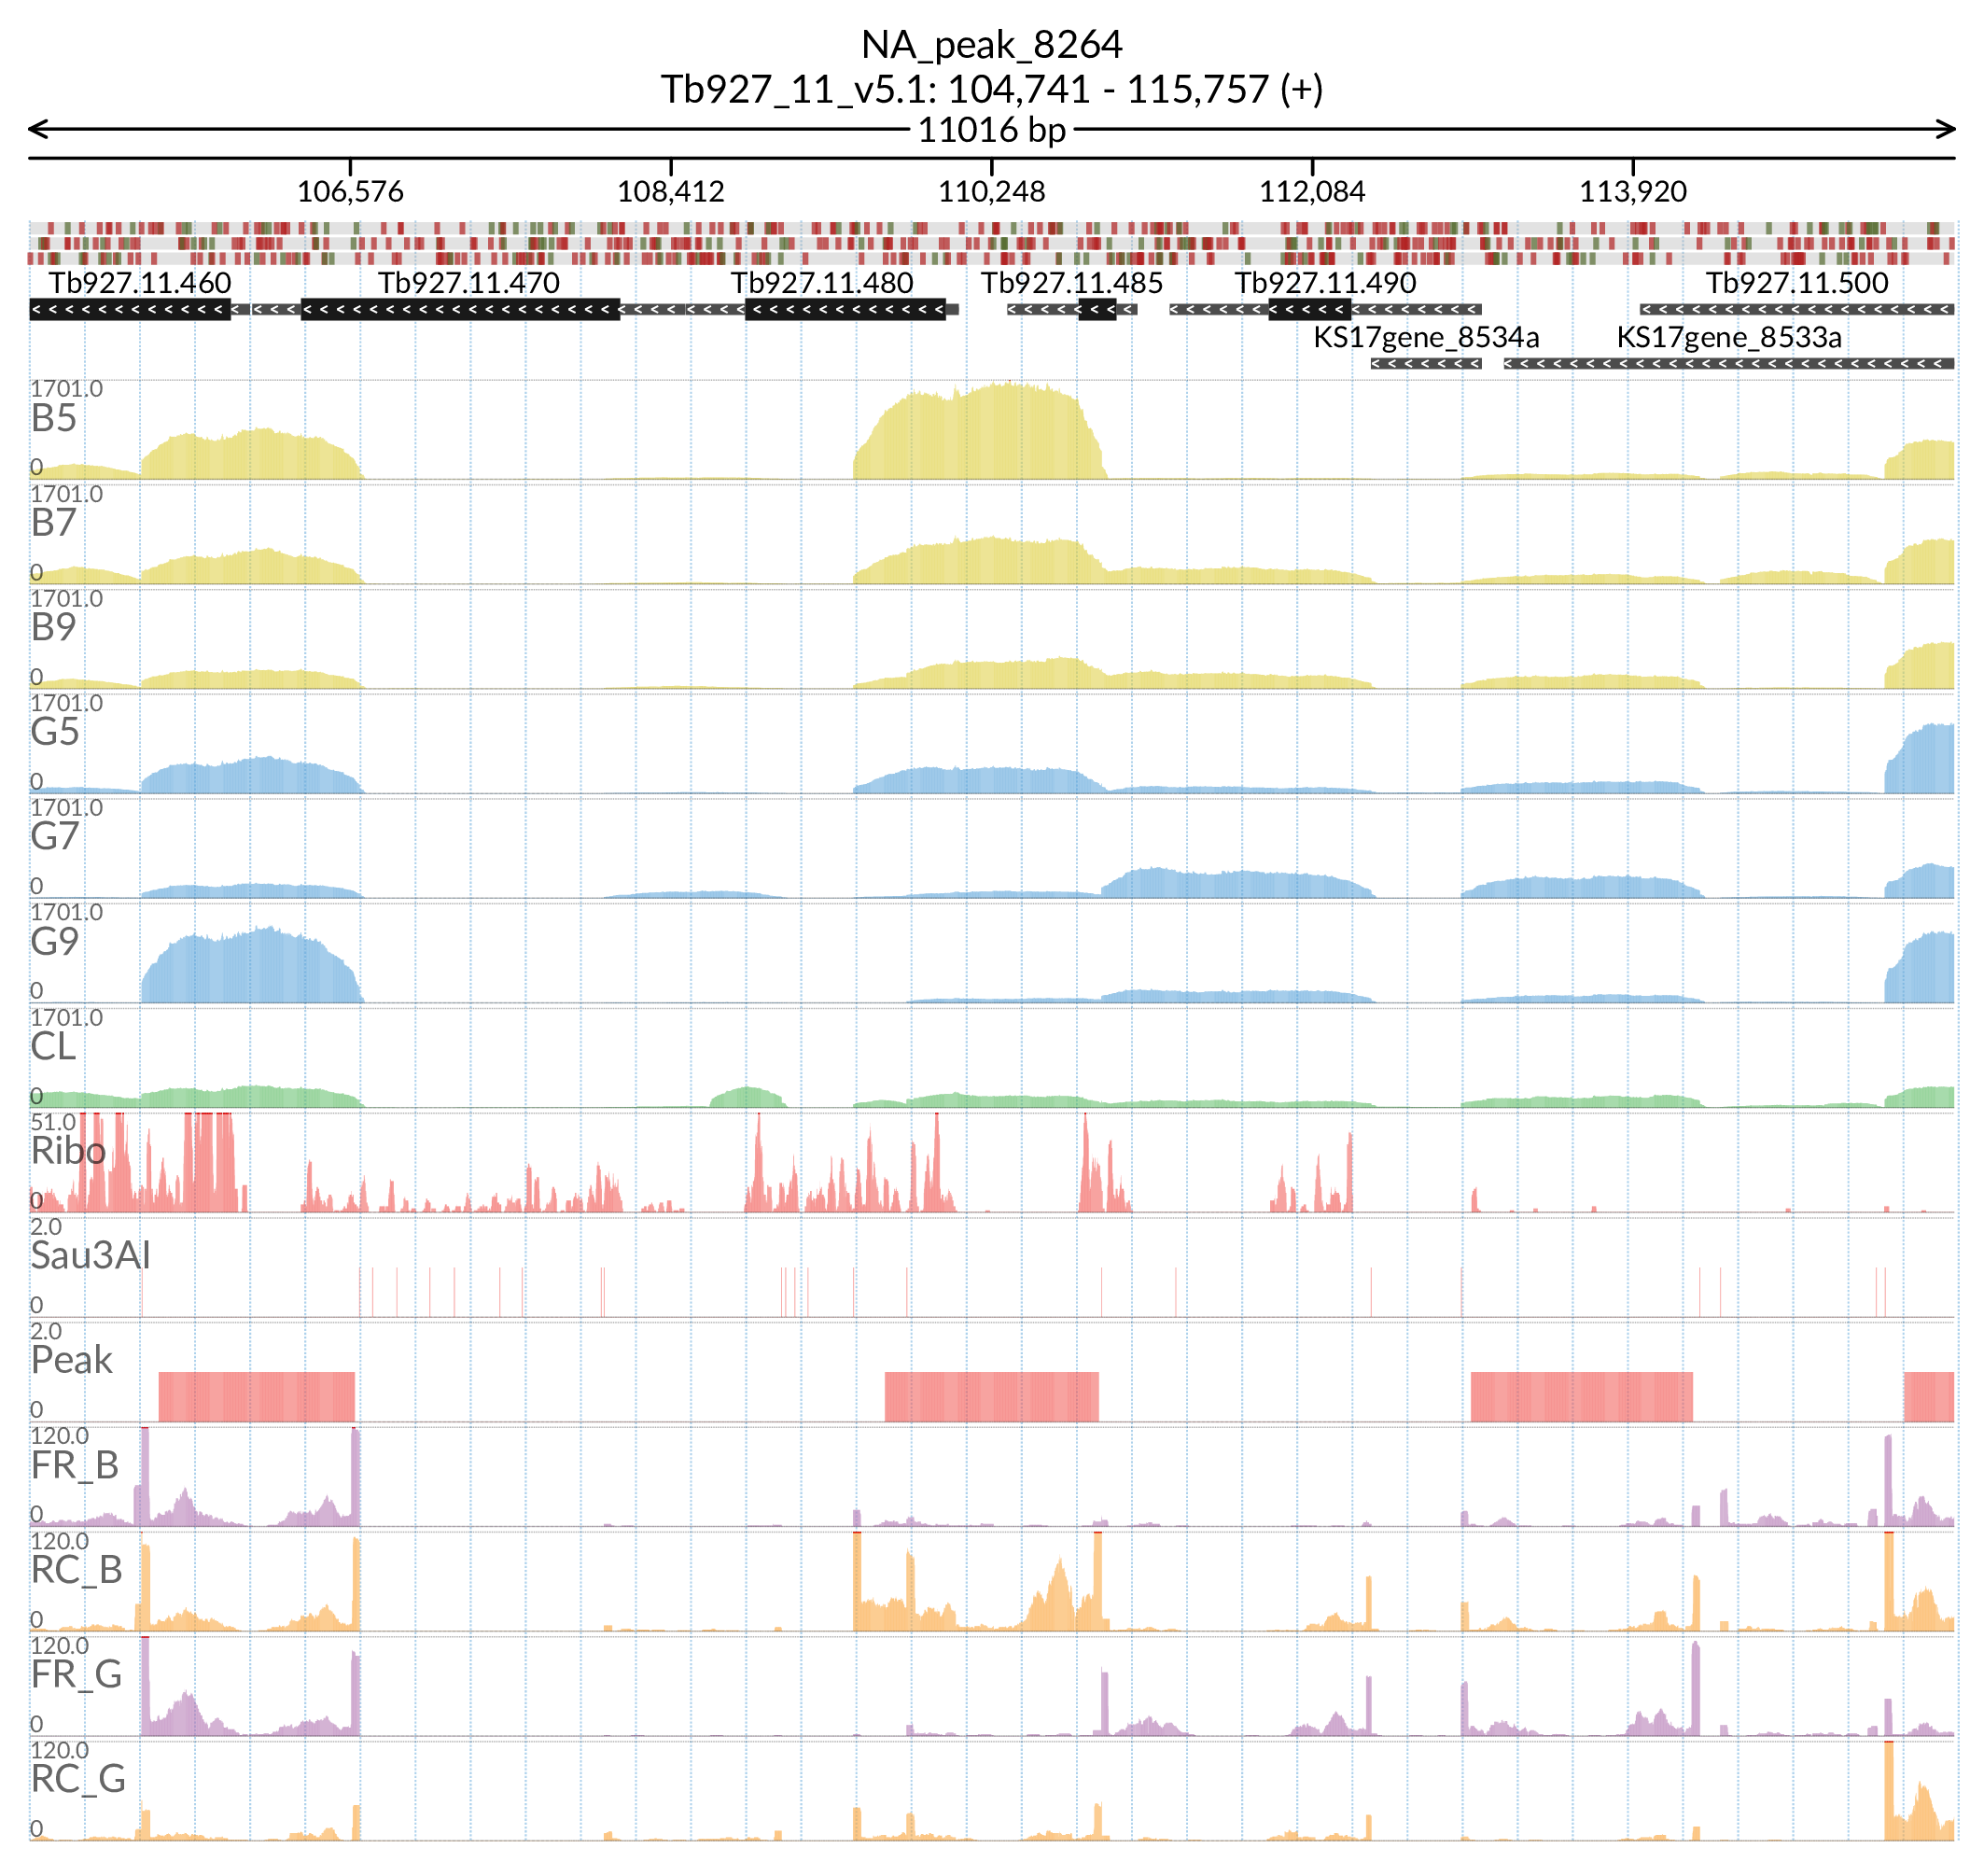 NA_peak_8264
Tb927_11_v5.1: 104,741 - 115,757 (+)
11016 bp
106,576 108,412 110,248 112,084 113,920
Tb927.11.460 Tb927.11.470 Tb927.11.480 Tb927.11.485 Tb927.11.490 Tb927.11.500
KS17gene_8534a KS17gene_8533a
1701.0
B5
0
1701.0
B7
0
1701.0
B9
0
1701.0
G5
0
1701.0
G7
0
1701.0
G9
0
1701.0
CL
0
51.0
Ribo
0
2.0
Sau3AI
0
2.0
Peak
0
120.0
FR_B
0
120.0
RC_B
0
120.0
FR_G
0
120.0
RC_G
0